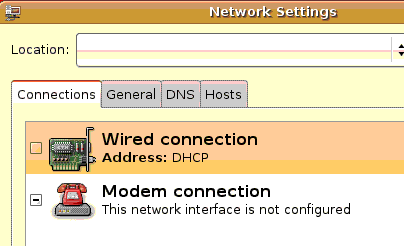 Network Settings
Location:
Connections General DNS Hosts
Wired connection
Address: DHCP
Modem connection
This network interface is not configured